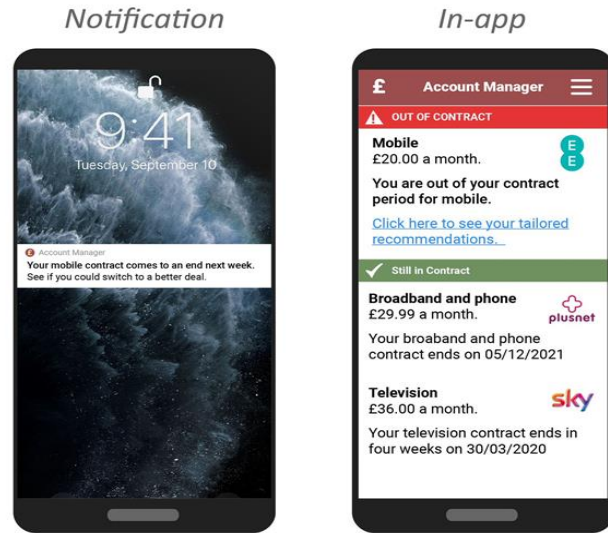 Notification
9:41
Tuesday, September 10
£ Account Manager
Your mobile contract comes to an end next week.
See if you could switch to a better deal.
In-app
£ Account Manager
OUT OF CONTRACT
Mobile
£20.00 a month.
EE
You are out of your contract
period for mobile.
Click here to see your tailored
recommendations.
Still in Contract
Broadband and phone
£29.99 a month.
plusnet
Your broaband and phone
contract ends on 05/12/2021
Television
£36.00 a month.
sky
Your television contract ends in
four weeks on 30/03/2020